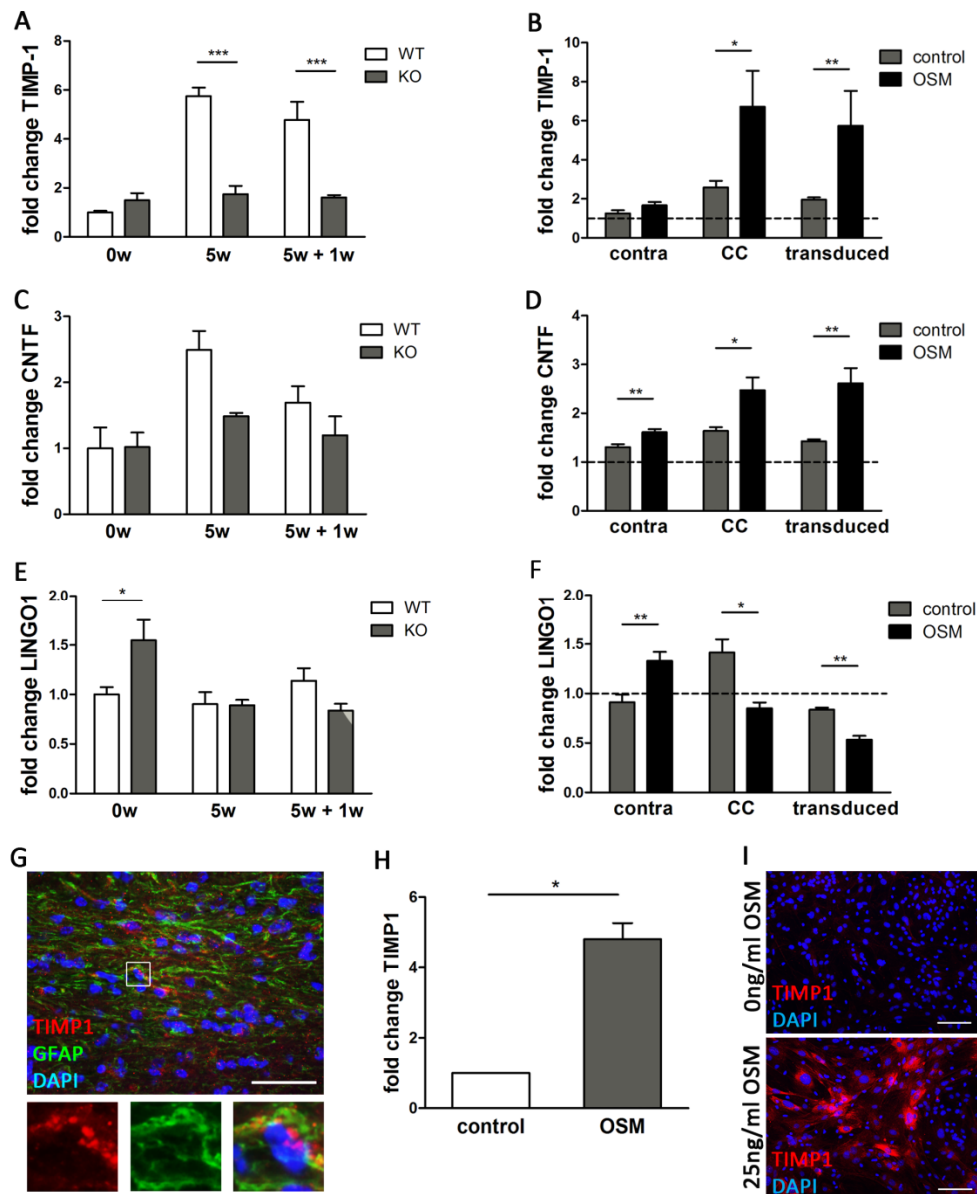 A
fold change TIMP-1
8
6
4
2
0
***
***
WT
KO
0w
5w
5w + 1w
B
fold change TIMP-1
10
8
6
4
2
0
*
**
control
OSM
contra
CC
transduced
C
fold change CNTF
3
2
1
0
WT
KO
0w
5w
5w + 1w
D
fold change CNTF
4
3
2
1
0
**
*
**
control
OSM
contra
CC
transduced
E
fold change LINGO1
2.0
1.5
1.0
0.5
0.0
*
WT
KO
0w
5w
5w + 1w
F
fold change LINGO1
2.0
1.5
1.0
0.5
0.0
**
*
**
control
OSM
contra
CC
transduced
G
TIMP1
GFAP
DAPI
H
fold change TIMP1
8
6
4
2
0
*
control
OSM
I
0ng/ml OSM
TIMP1
DAPI
25ng/ml OSM
TIMP1
DAPI